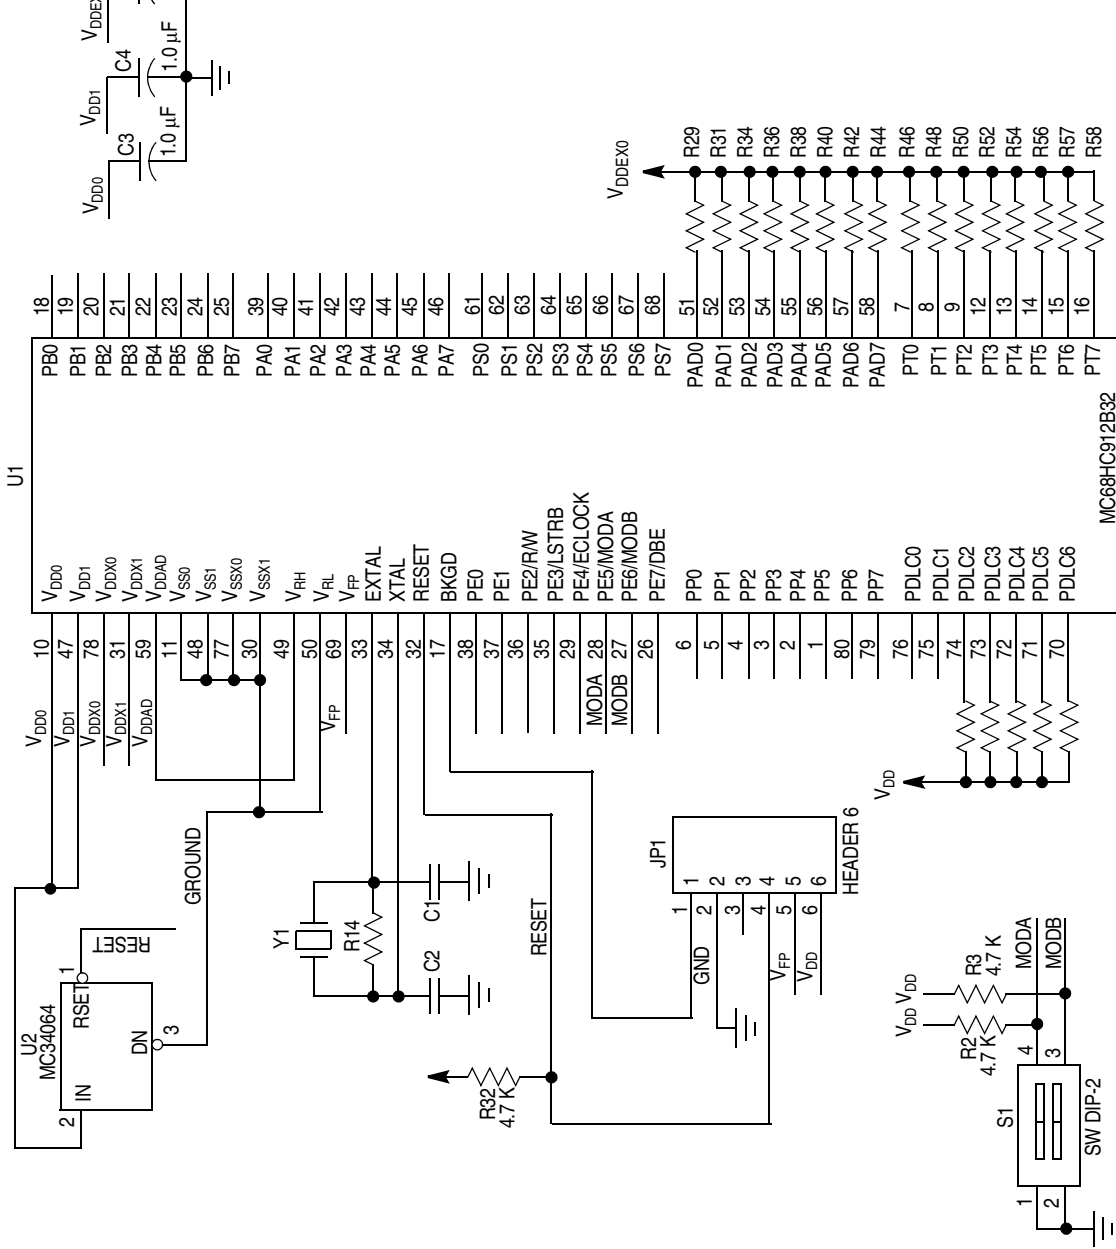 VDDEX
C4
1.0 µF
VDD1
C3
1.0 µF
VDD0
VDDEX0
R29
R31
R34
R36
R38
R40
R42
R44
R46
R48
R50
R52
R54
R56
R57
R58
U1
18 PB0
19 PB1
20 PB2
21 PB3
22 PB4
23 PB5
24 PB6
25 PB7
39 PA0
40 PA1
41 PA2
42 PA3
43 PA4
44 PA5
45 PA6
46 PA7
61 PS0
62 PS1
63 PS2
64 PS3
65 PS4
66 PS5
67 PS6
68 PS7
51 PAD0
52 PAD1
53 PAD2
54 PAD3
55 PAD4
56 PAD5
57 PAD6
58 PAD7
7 PT0
8 PT1
9 PT2
12 PT3
13 PT4
14 PT5
15 PT6
16 PT7
MC68HC912B32
VDD0 10 VDD0
VDD1 47 VDD1
VDDX0 78 VDDX0
VDDX1 31 VDDX1
VDDAD 59 VDDAD
11 VSS0
48 VSS1
77 VSSX0
30 VSSX1
49 VRH
50 VRL
VFP 69 VFP
33 EXTAL
34 XTAL
32 RESET
17 BKGD
38 PE0
37 PE1
36 PE2/R/W
35 PE3/LSTRB
29 PE4/ECLOCK
MODA 28 PE5/MODA
MODB 27 PE6/MODB
26 PE7/DBE
6 PP0
5 PP1
4 PP2
3 PP3
2 PP4
1 PP5
80 PP6
79 PP7
76 PDLC0
75 PDLC1
74 PDLC2
73 PDLC3
72 PDLC4
71 PDLC5
70 PDLC6
VDD
GROUND
RESET
U2
MC34064
RSET 1
DN 3
IN 2
Y1
R14
C1
C2
RESET
R32
4.7 K
JP1
1 1
GND 2 2
3 3
4 4
VFP 5 5
VDD 6 6
HEADER 6
VDD VDD
R3
4.7 K
R2
4.7 K
MODA
MODB
S1
4
3
1
2
SW DIP-2